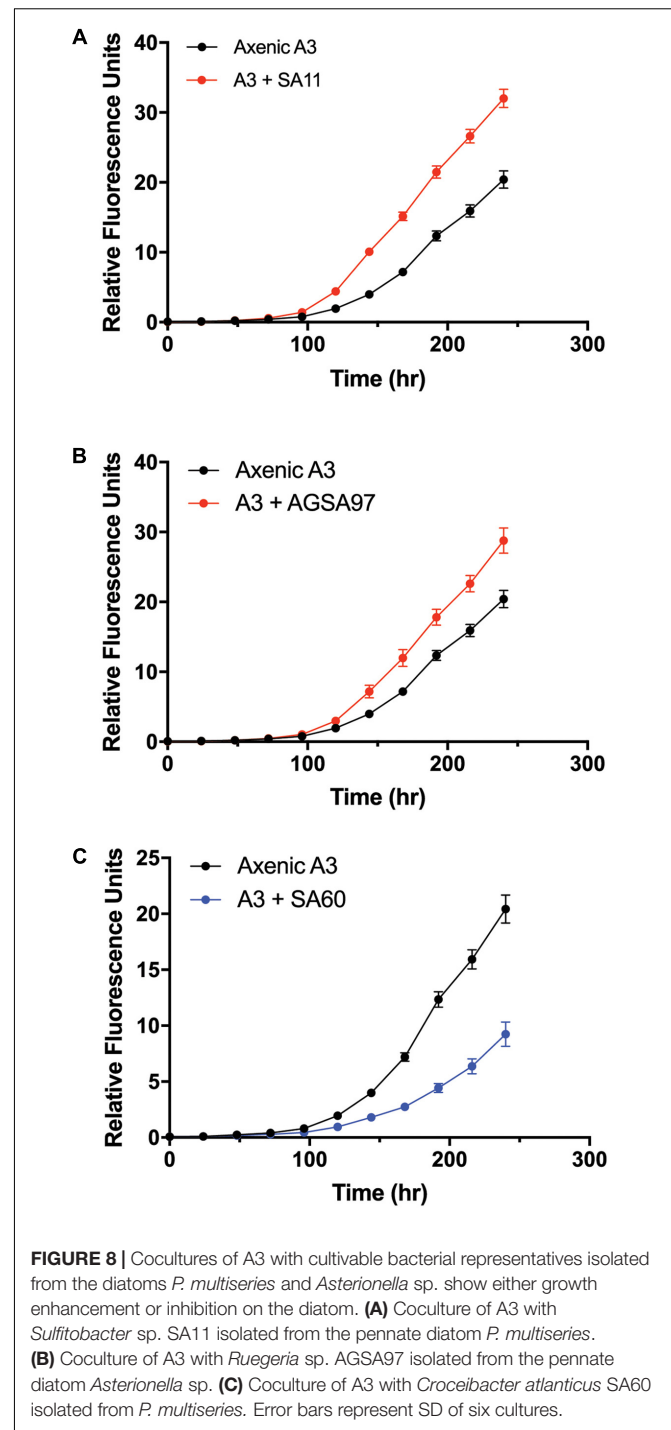 A
Relative Fluorescence Units
40
30
20
10
0
Axenic A3
A3 + SA11
0
100
200
300
Time (hr)
B
Relative Fluorescence Units
40
30
20
10
0
Axenic A3
A3 + AGSA97
0
100
200
300
Time (hr)
C
Relative Fluorescence Units
25
20
15
10
5
0
Axenic A3
A3 + SA60
0
100
200
300
Time (hr)
FIGURE 8 | Cocultures of A3 with cultivable bacterial representatives isolated
from the diatoms P. multiseries and Asterionella sp. show either growth
enhancement or inhibition on the diatom. (A) Coculture of A3 with
Sulfitobacter sp. SA11 isolated from the pennate diatom P. multiseries.
(B) Coculture of A3 with Ruegeria sp. AGSA97 isolated from the pennate
diatom Asterionella sp. (C) Coculture of A3 with Croceibacter atlanticus SA60
isolated from P. multiseries. Error bars represent SD of six cultures.